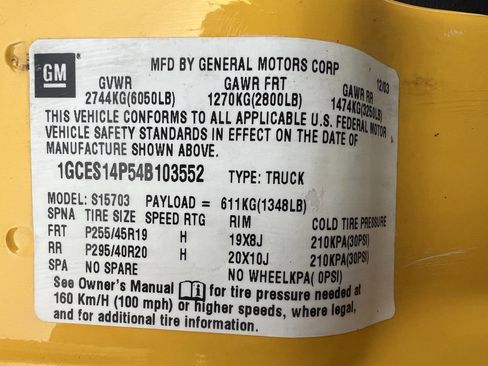 GM
MFD BY GENERAL MOTORS CORP 12/03
GVWR GAWR FRT GAWR RR
2744KG(6050LB) 1270KG(2800LB) 1474KG(3250LB)
THIS VEHICLE CONFORMS TO ALL APPLICABLE U.S. FEDERAL MOTOR
VEHICLE SAFETY STANDARDS IN EFFECT ON THE DATE OF
MANUFACTURE SHOWN ABOVE.
1GCES14P54B103552 TYPE: TRUCK
MODEL: S15703 PAYLOAD = 611KG(1348LB)
SPNA TIRE SIZE SPEED RTG RIM COLD TIRE PRESSURE
FRT P255/45R19 H 19X8J 210KPA(30PSI)
RR P295/40R20 H 20X10J 210KPA(30PSI)
SPA NO SPARE NO WHEELKPA( 0PSI)
See Owner's Manual for tire pressure needed at
160 Km/H (100 mph) or higher speeds, where legal,
and for additional tire information.